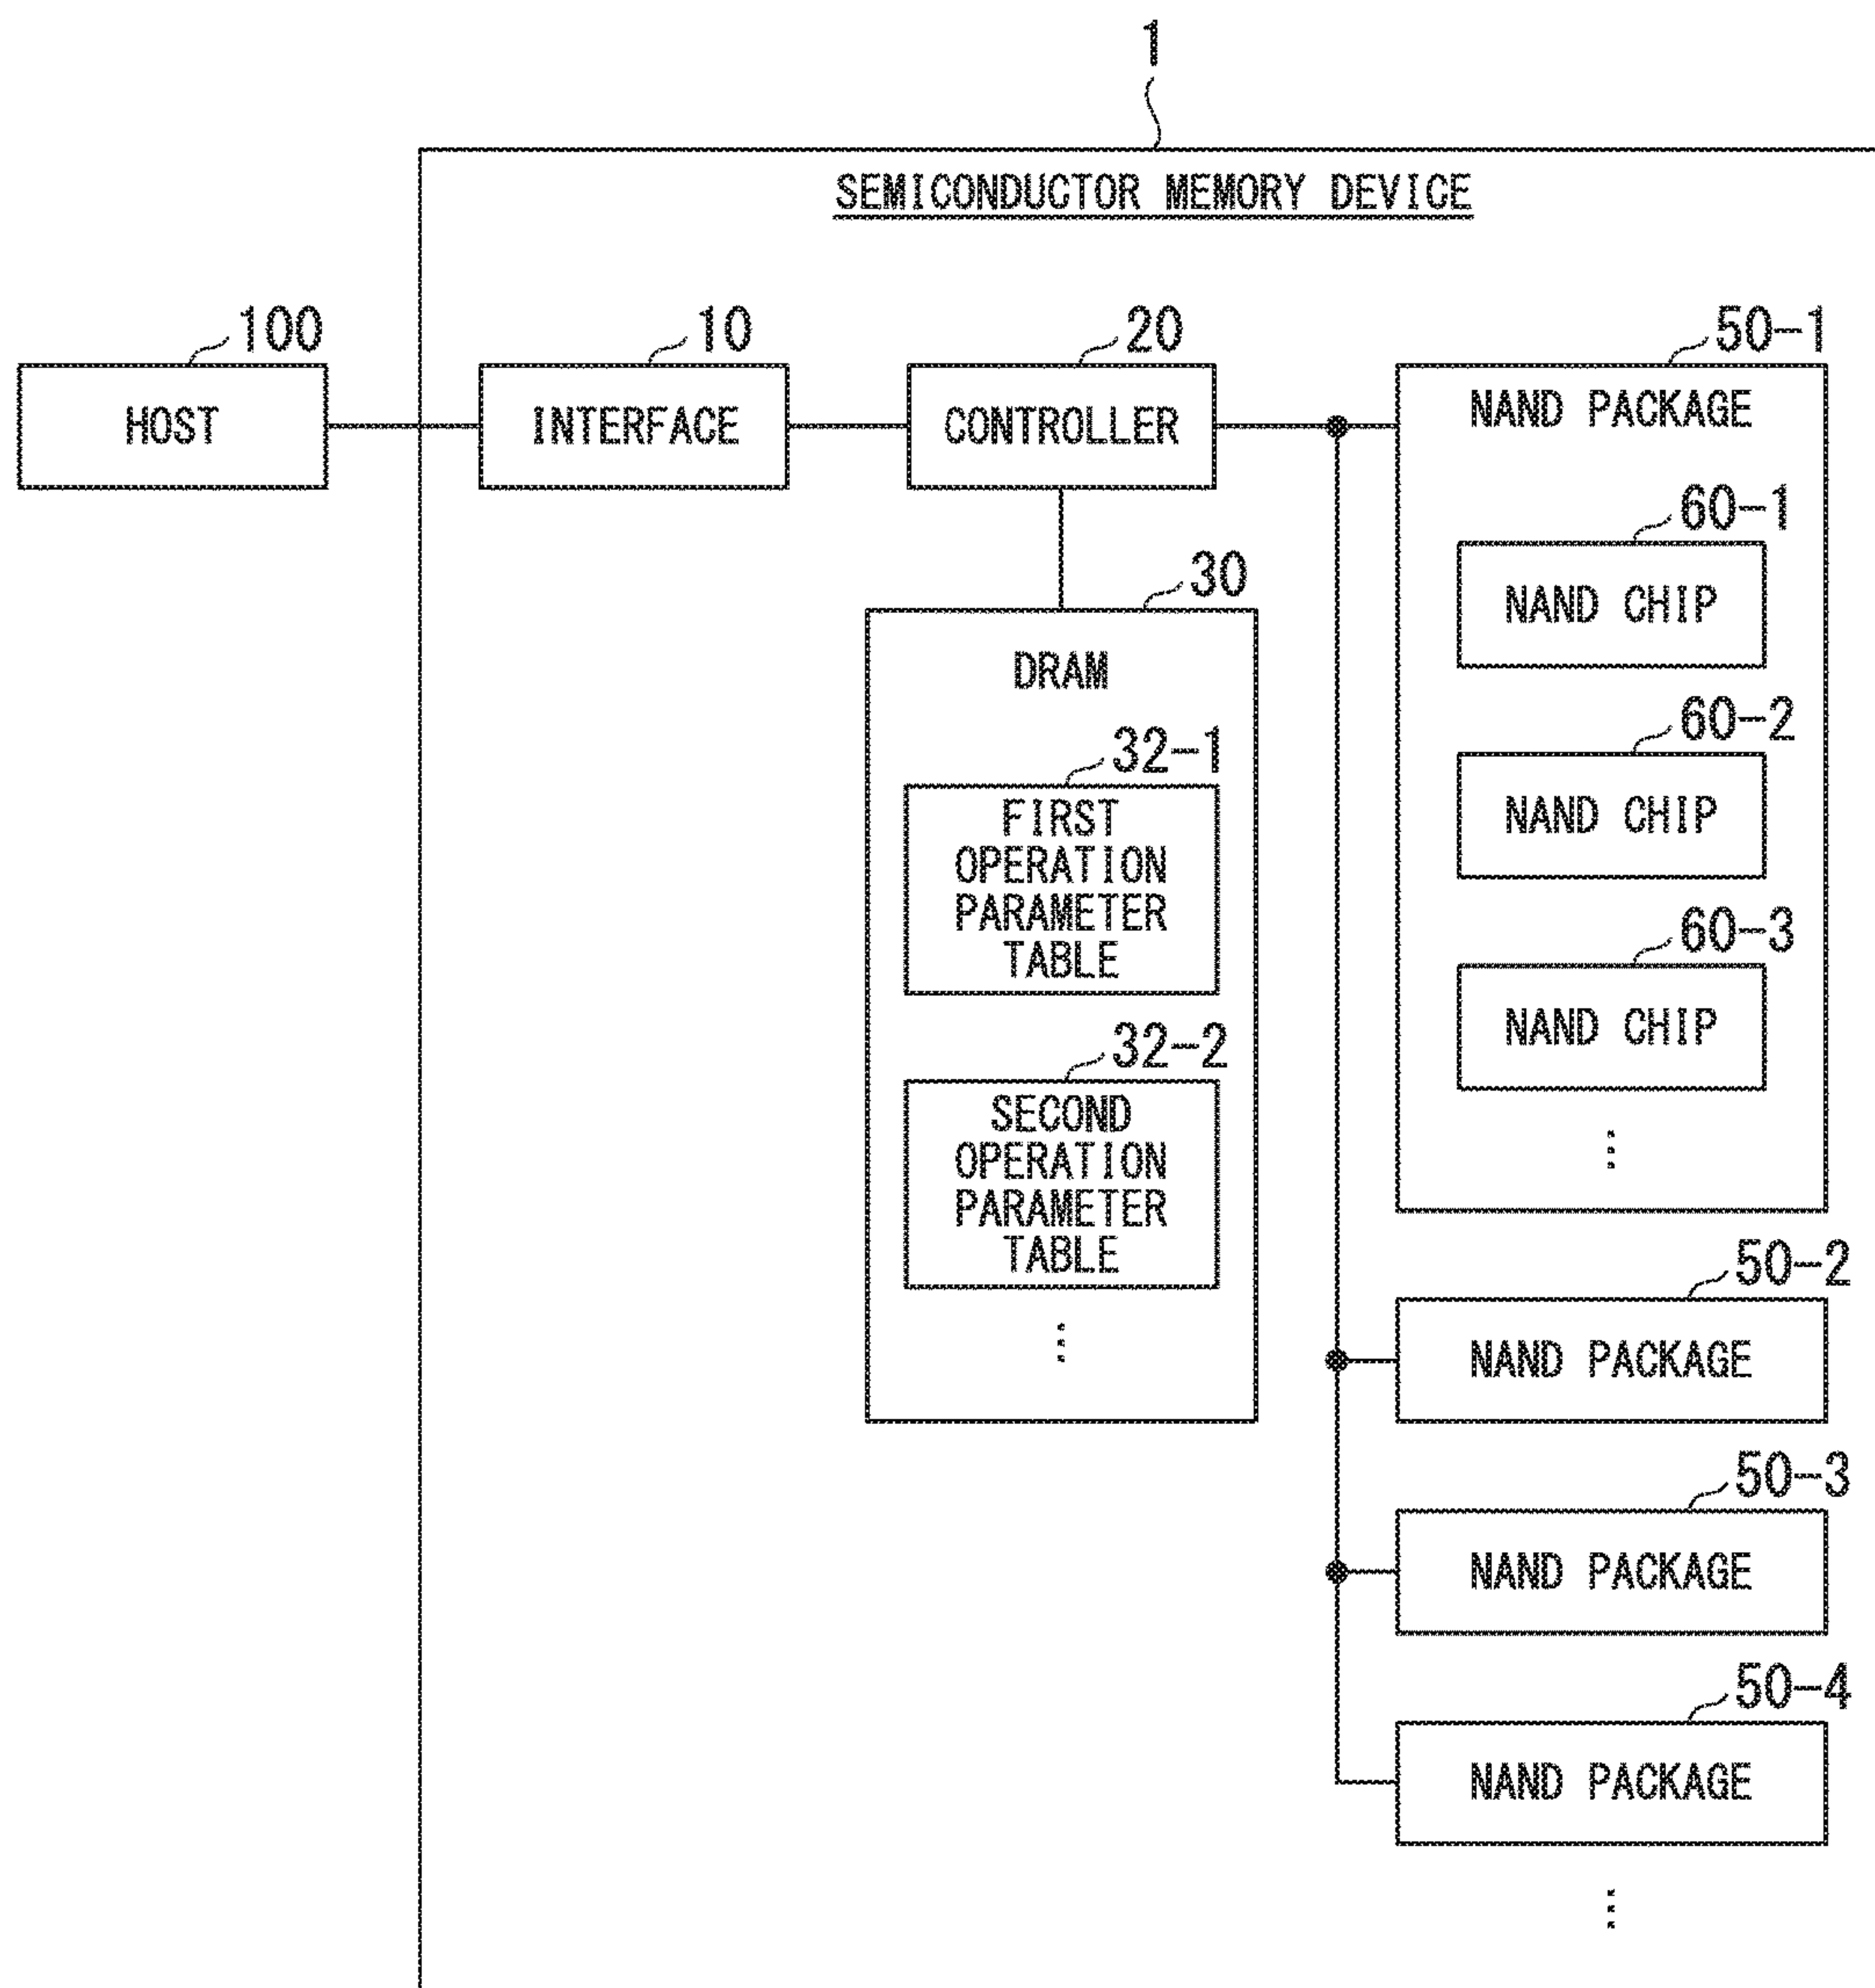 1
SEMICONDUCTOR MEMORY DEVICE
100
HOST
10
INTERFACE
20
CONTROLLER
50-1
NAND PACKAGE
60-1
NAND CHIP
60-2
NAND CHIP
60-3
NAND CHIP
30
DRAM
32-1
FIRST
OPERATION
PARAMETER
TABLE
32-2
SECOND
OPERATION
PARAMETER
TABLE
50-2
NAND PACKAGE
50-3
NAND PACKAGE
50-4
NAND PACKAGE